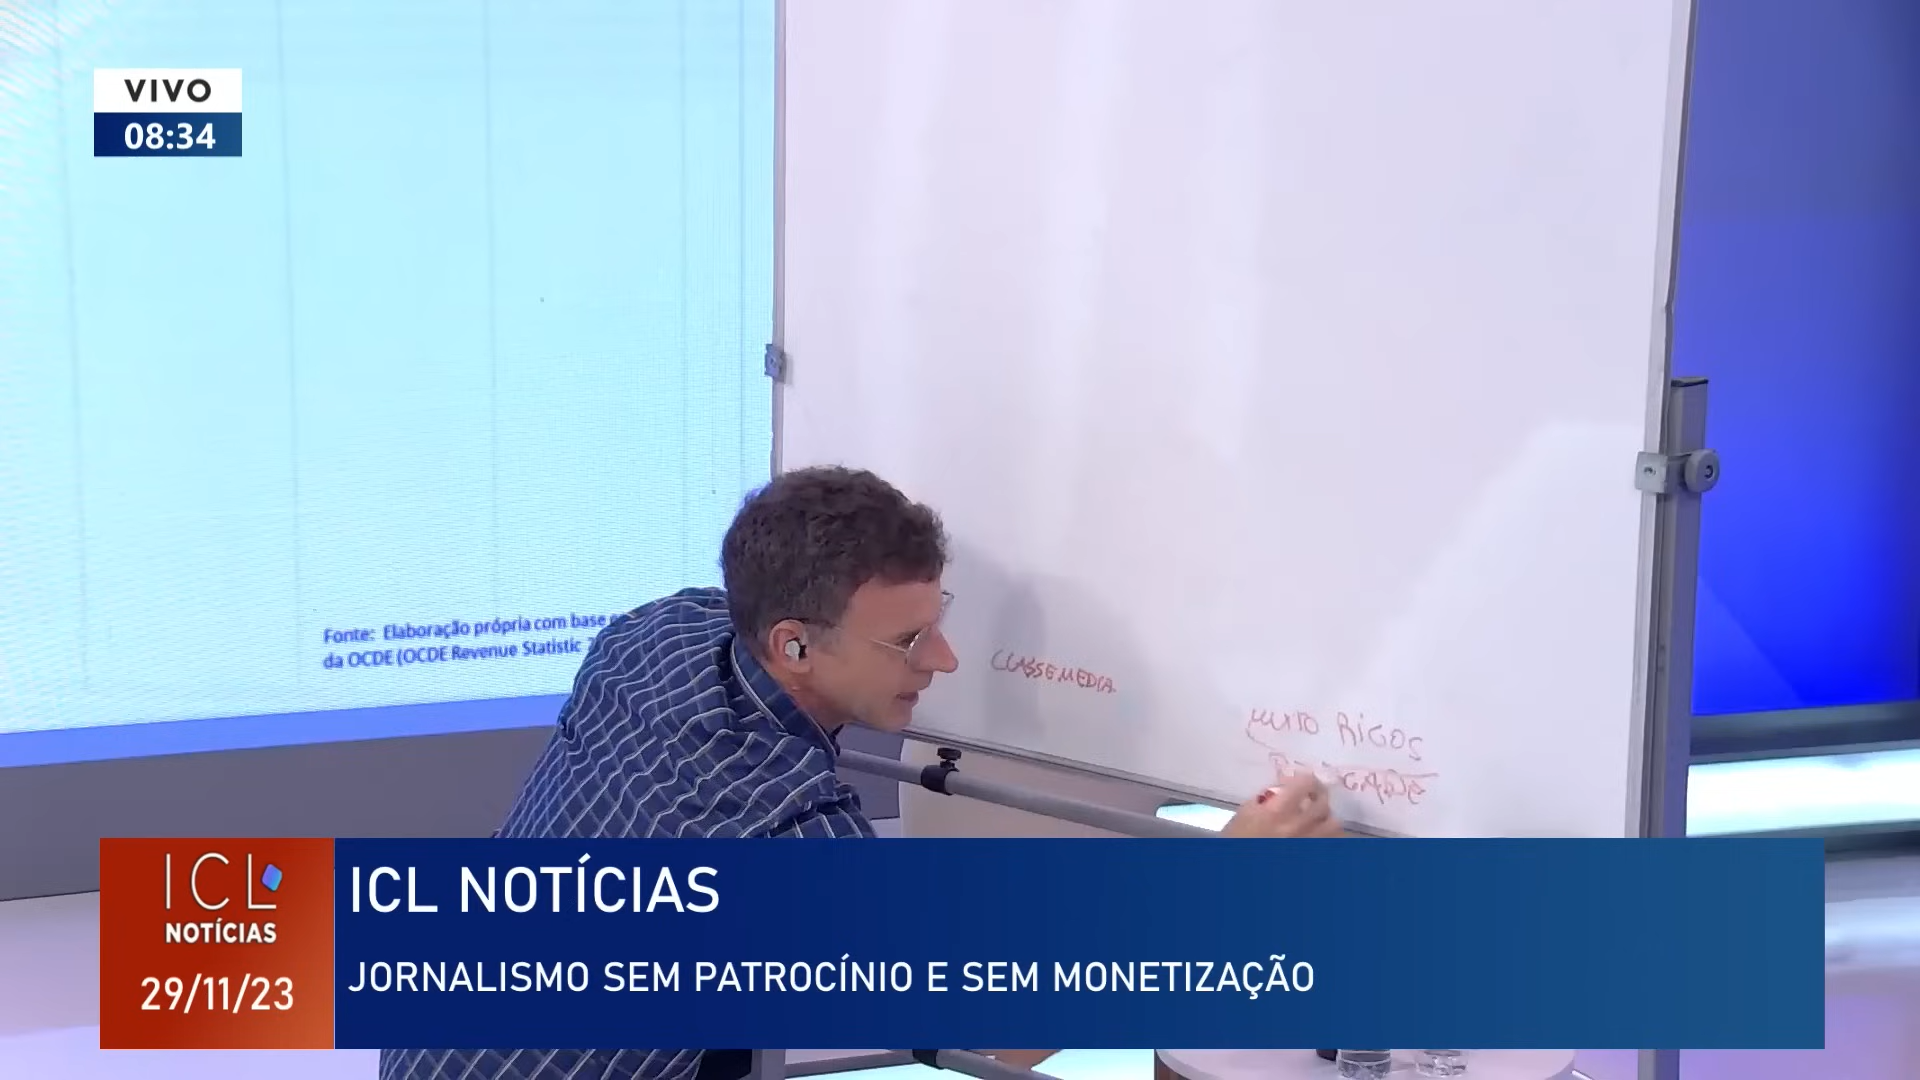 VIVO
08:34
Fonte: Elaboração própria com base
da OCDE (OCDE Revenue Statistic
CLASSE MEDIA
MUITO RICOS
ICL
NOTÍCIAS
29/11/23
ICL NOTÍCIAS
JORNALISMO SEM PATROCÍNIO E SEM MONETIZAÇÃO